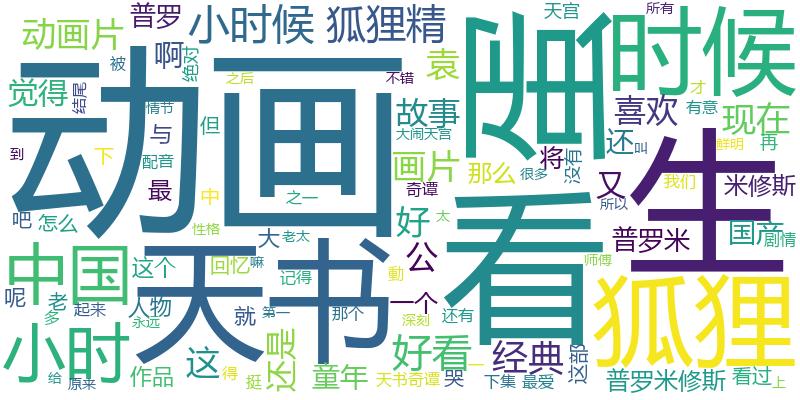 动画
蛋
时候
看
生
天书
狐狸
中国
小时
小时候
狐狸精
普罗
天宫
所有
动画片
啊
绝对
被
之后
不错
袁
觉得
结尾
情节
但
故事
才
喜欢
有意
现在
大闹天宫
还
叫
鲜明
再
到
与
配音
下
画片
那么
很多
将
没有
我们
最
中
之一
奇谭
又
米修斯
所以
吧
怎么
性格
好
太
普罗米
国产
剧情
大
老太
公
师傅
这个
回忆
嘛
呢
老
人物
记得
動
一个
多
起来
就
第一
那个
深刻
还有
永远
这
还是
好看
经典
这部
给
原来
作品
得
挺
童年
天书奇谭
哭
一
下集
最爱
普罗米修斯
看过
上